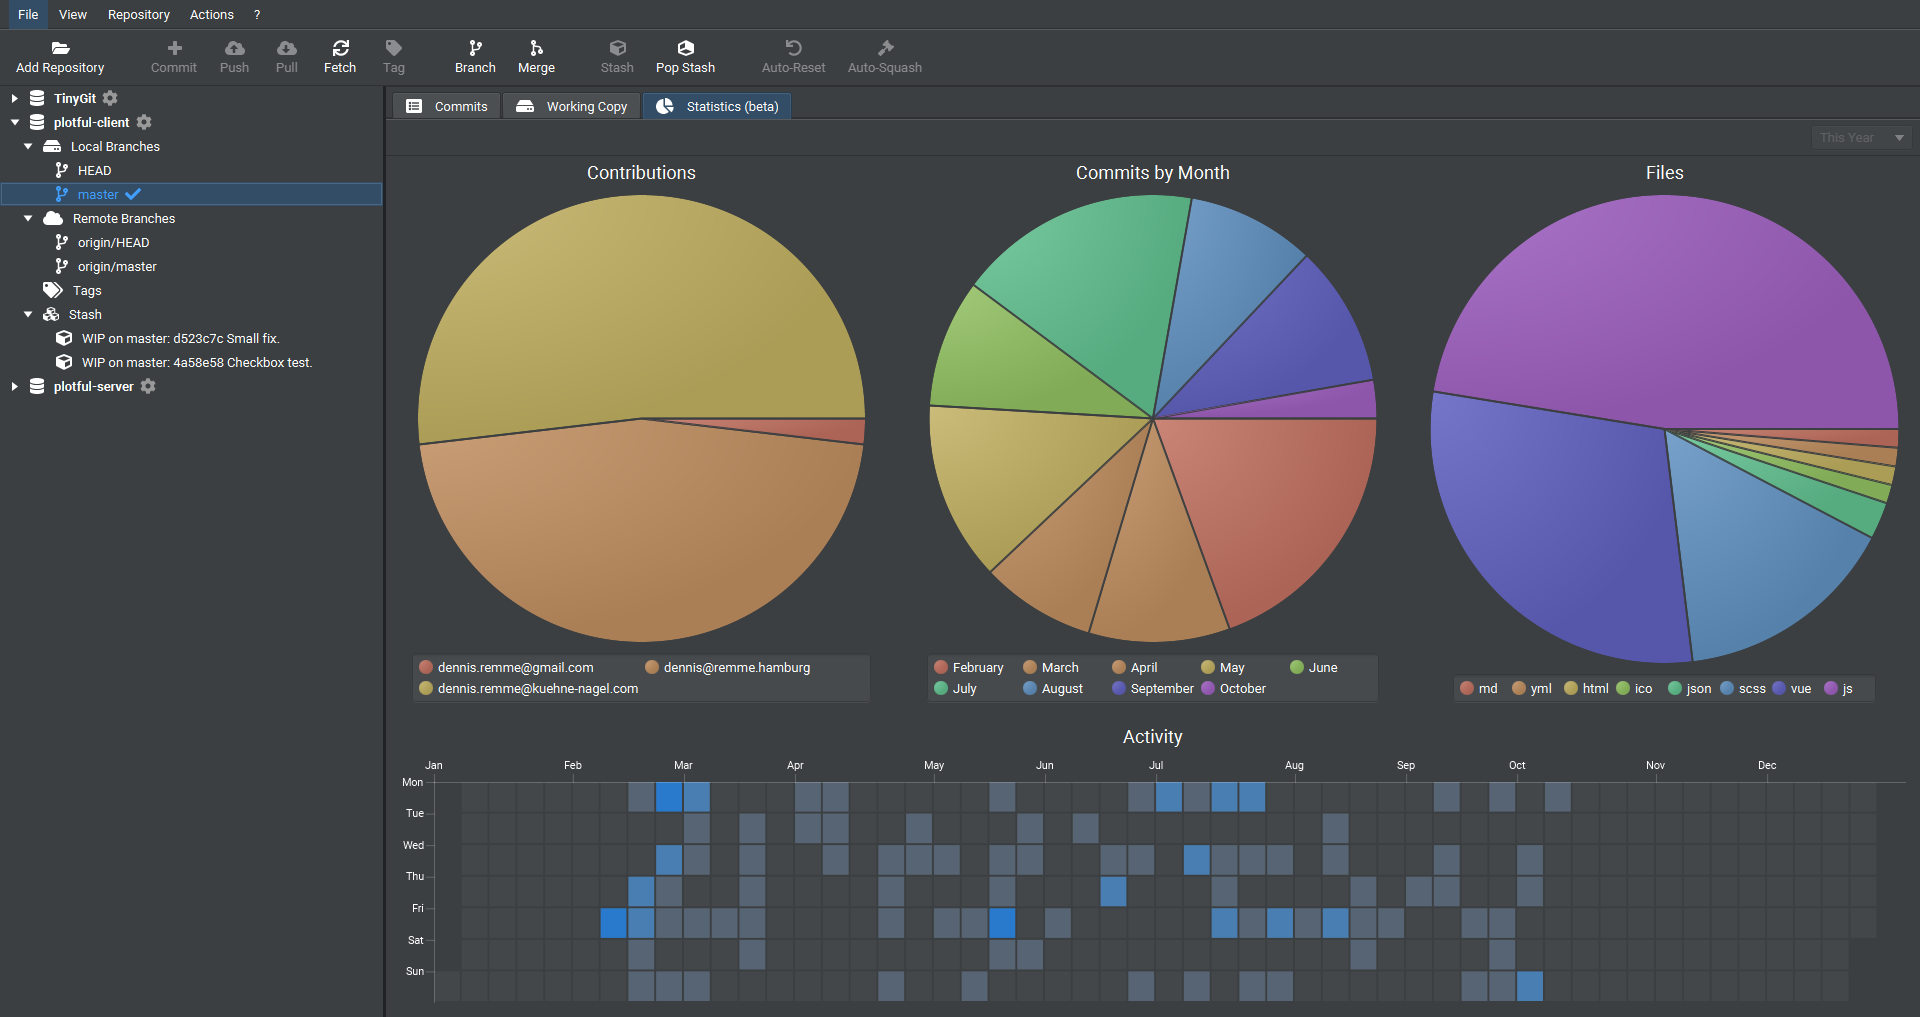 File View Repository Actions ?
Add Repository Commit Push Pull Fetch Tag Branch Merge Stash Pop Stash Auto-Reset Auto-Squash
TinyGit
plotful-client
Local Branches
HEAD
master
Remote Branches
origin/HEAD
origin/master
Tags
Stash
WIP on master: d523c7c Small fix.
WIP on master: 4a58e58 Checkbox test.
plotful-server
Commits Working Copy Statistics (beta)
This Year
Contributions
dennis.remme@gmail.com dennis@remme.hamburg
dennis.remme@kuehne-nagel.com
Commits by Month
February March April May June
July August September October
Files
md yml html ico json scss vue js
Activity
Jan Feb Mar Apr May Jun Jul Aug Sep Oct Nov Dec
Mon
Tue
Wed
Thu
Fri
Sat
Sun